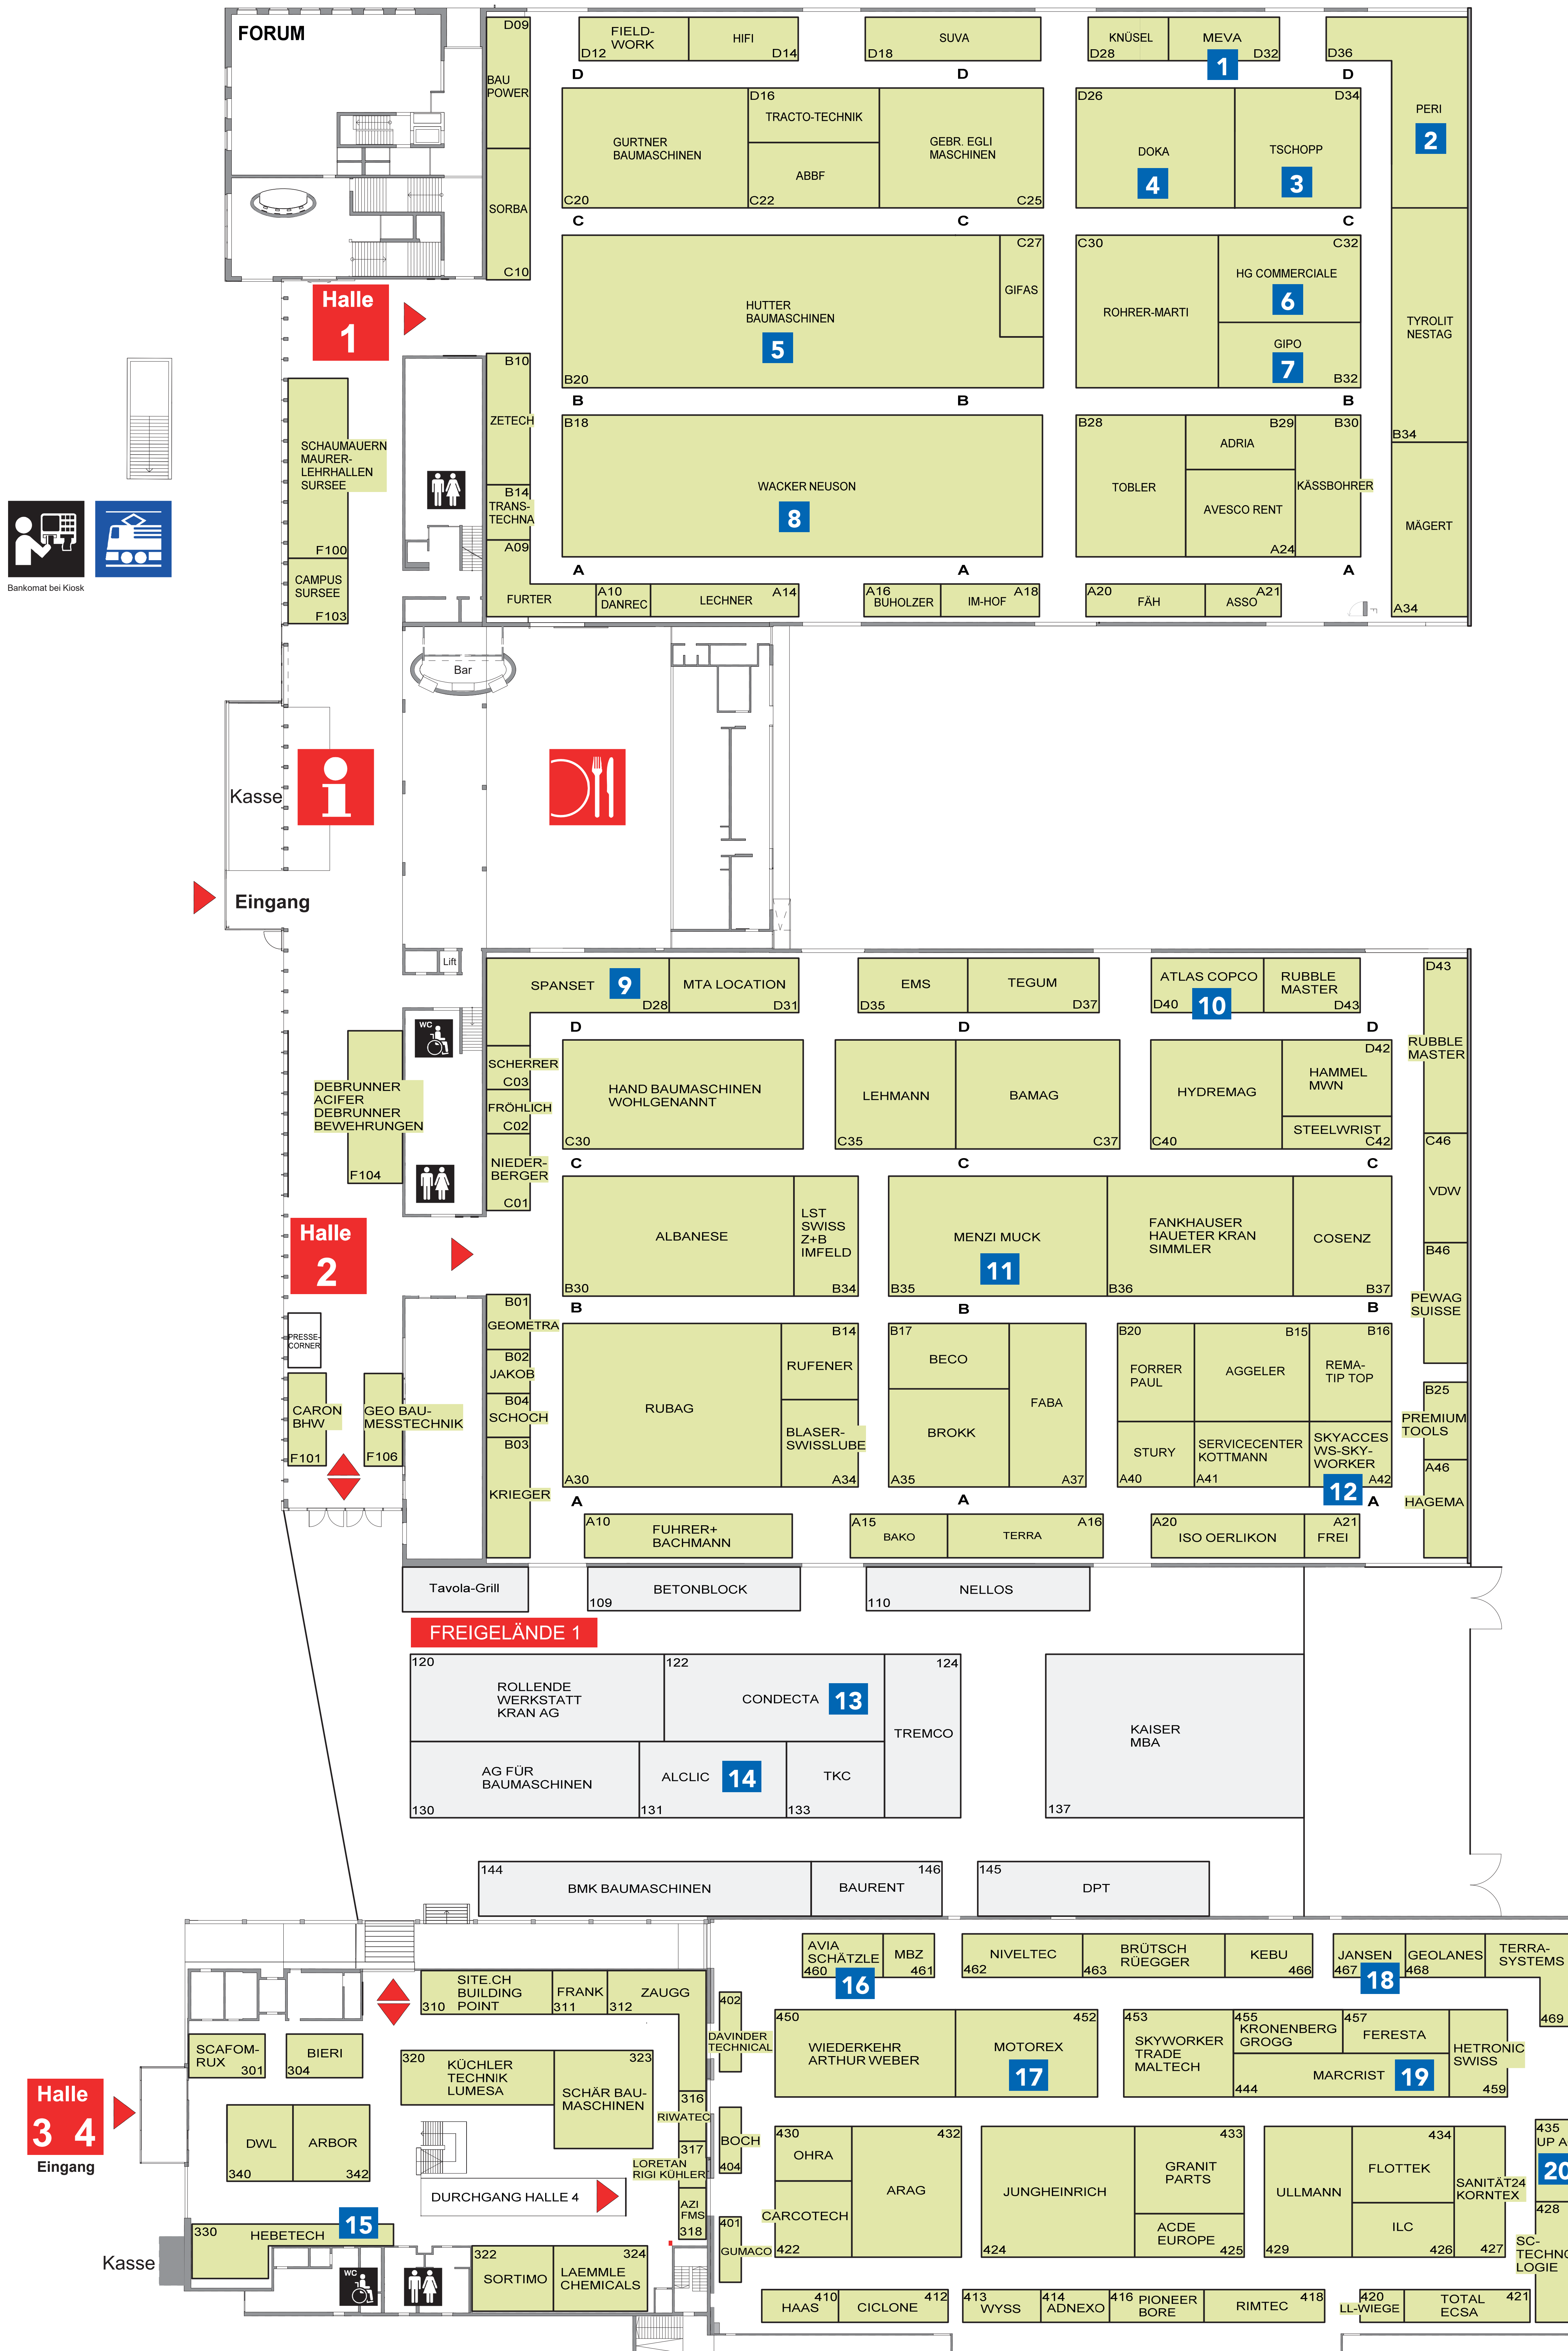 FORUM
D09
BAU
POWER
SORBA
C10
FIELD-
WORK
D12
HIFI
D14
SUVA
D18
KNÜSEL
D28
MEVA
D32
1
D36
PERI
2
D
D
D
GURTNER
BAUMASCHINEN
C20
D16
TRACTO-TECHNIK
ABBF
C22
GEBR. EGLI
MASCHINEN
C25
D26
DOKA
4
D34
TSCHOPP
3
C
C
C
Halle
1
HUTTER
BAUMASCHINEN
5
B20
C27
GIFAS
C30
ROHRER-MARTI
C32
HG COMMERCIALE
6
GIPO
7
B32
TYROLIT
NESTAG
B34
B
B
B
B10
ZETECH
B14
TRANS-
TECHNA
A09
FURTER
B18
WACKER NEUSON
8
B28
TOBLER
B29
ADRIA
AVESCO RENT
A24
B30
KÄSSBOHRER
MÄGERT
A34
SCHAUMAUERN
MAURER-
LEHRHALLEN
SURSEE
F100
CAMPUS
SURSEE
F103
Bankomat bei Kiosk
A
A
A
A10
DANREC
LECHNER
A14
A16
BUHOLZER
IM-HOF
A18
A20
FÄH
ASSO
A21
Bar
Kasse
i
Eingang
Lift
SPANSET
9
D28
MTA LOCATION
D31
EMS
D35
TEGUM
D37
ATLAS COPCO
D40
10
RUBBLE
MASTER
D43
D43
RUBBLE
MASTER
D
D
D
WC
SCHERRER
C03
FRÖHLICH
C02
NIEDER-
BERGER
C01
DEBRUNNER
ACIFER
DEBRUNNER
BEWEHRUNGEN
F104
HAND BAUMASCHINEN
WOHLGENANNT
C30
LEHMANN
C35
BAMAG
C37
HYDREMAG
C40
D42
HAMMEL
MWN
STEELWRIST
C42
C46
VDW
C
C
C
Halle
2
ALBANESE
B30
LST
SWISS
Z+B
IMFELD
B34
MENZI MUCK
11
B35
FANKHAUSER
HAUETER KRAN
SIMMLER
B36
COSENZ
B37
B46
PEWAG
SUISSE
B
B
B
PRESSE-
CORNER
B01
GEOMETRA
B02
JAKOB
B04
SCHOCH
B03
KRIEGER
CARON
BHW
F101
GEO BAU-
MESSTECHNIK
F106
RUBAG
A30
B14
RUFENER
BLASER-
SWISSLUBE
A34
B17
BECO
BROKK
A35
FABA
A37
B20
FORRER
PAUL
B15
AGGELER
B16
REMA-
TIP TOP
STURY
A40
SERVICECENTER
KOTTMANN
A41
SKYACCES
WS-SKY-
WORKER
12
A42
B25
PREMIUM
TOOLS
A46
HAGEMA
A
A
A
A10
FUHRER+
BACHMANN
A15
BAKO
TERRA
A16
A20
ISO OERLIKON
A21
FREI
Tavola-Grill
BETONBLOCK
109
NELLOS
110
FREIGELÄNDE 1
120
ROLLENDE
WERKSTATT
KRAN AG
122
CONDECTA
13
124
TREMCO
AG FÜR
BAUMASCHINEN
130
ALCLIC
14
131
TKC
133
KAISER
MBA
137
144
BMK BAUMASCHINEN
146
BAURENT
145
DPT
SITE.CH
BUILDING
POINT
310
FRANK
311
ZAUGG
312
SCAFOM-
RUX
301
BIERI
304
320
KÜCHLER
TECHNIK
LUMESA
323
SCHÄR BAU-
MASCHINEN
316
RIWATEC
317
LORETAN
RIGI KÜHLER
AZI
FMS
318
Halle
3 4
Eingang
DWL
340
ARBOR
342
DURCHGANG HALLE 4
330
HEBETECH
15
Kasse
WC
322
SORTIMO
324
LAEMMLE
CHEMICALS
AVIA
SCHÄTZLE
460
16
MBZ
461
NIVELTEC
462
BRÜTSCH
RÜEGGER
463
KEBU
466
JANSEN
467
18
GEOLANES
468
TERRA-
SYSTEMS
469
402
DAVINDER
TECHNICAL
450
WIEDERKEHR
ARTHUR WEBER
452
MOTOREX
17
453
SKYWORKER
TRADE
MALTECH
455
KRONENBERG
GROGG
457
FERESTA
MARCRIST
19
444
HETRONIC
SWISS
459
BOCH
404
401
GUMACO
430
OHRA
CARCOTECH
422
432
ARAG
JUNGHEINRICH
424
433
GRANIT
PARTS
ACDE
EUROPE
425
ULLMANN
429
434
FLOTTEK
ILC
426
SANITÄT24
KORNTEX
427
435
UP A
20
428
SC-
TECHNO
LOGIE
HAAS
410
CICLONE
412
413
WYSS
414
ADNEXO
416
PIONEER
BORE
RIMTEC
418
420
LL-WIEGE
TOTAL
ECSA
421